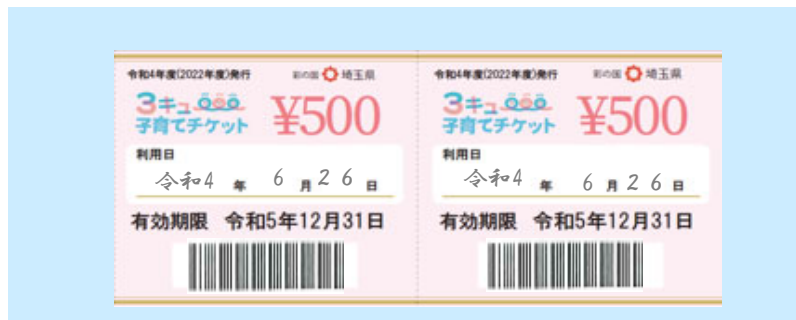 令和4年度(2022年度)発行 彩の国 埼玉県
3キュー
子育てチケット ¥500
利用日
令和4 年 6 月 26 日
有効期限 令和5年12月31日
令和4年度(2022年度)発行 彩の国 埼玉県
3キュー
子育てチケット ¥500
利用日
令和4 年 6 月 26 日
有効期限 令和5年12月31日